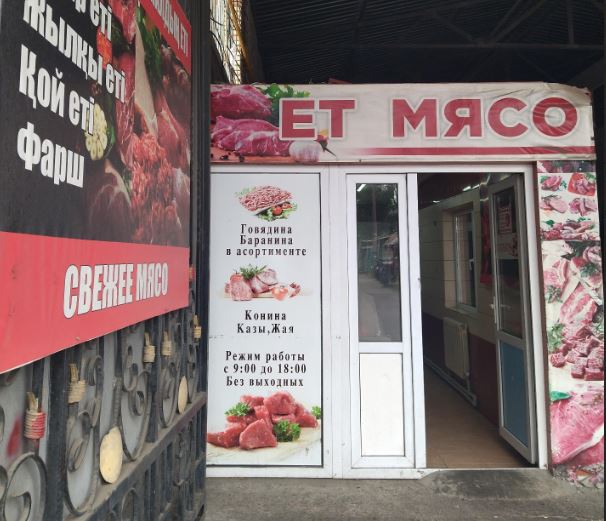 Жылқы еті
Қой еті
фарш
СВЕЖЕЕ МЯСО
ЕТ МЯСО
Говядина
Баранина
в асортименте
Конина
Казы,Жая
Режим работы
с 9:00 до 18:00
Без выходных